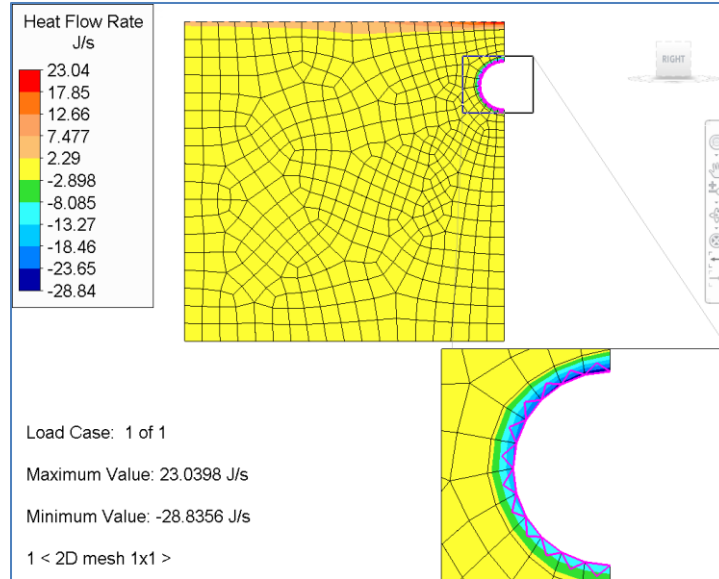 Heat Flow Rate
J/s
23.04
17.85
12.66
7.477
2.29
-2.898
-8.085
-13.27
-18.46
-23.65
-28.84
RIGHT
Load Case: 1 of 1
Maximum Value: 23.0398 J/s
Minimum Value: -28.8356 J/s
1 < 2D mesh 1x1 >